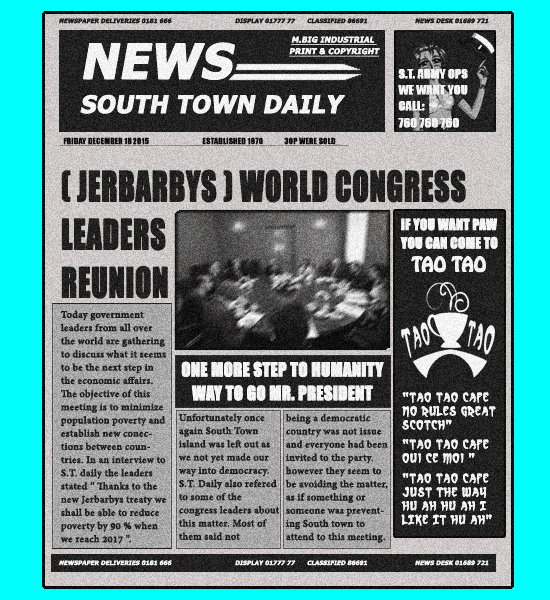 NEWSPAPER DELIVERIES 0181 666 DISPLAY 01777 77 CLASSIFIED 86691 NEWS DESK 01689 721
NEWS
M.BIG INDUSTRIAL
PRINT & COPYRIGHT
SOUTH TOWN DAILY
S.T. ARMY OPS
WE WANT YOU
CALL:
760 760 760
FRIDAY DECEMBER 18 2015 ESTABLISHED 1970 30P WERE SOLD
( JERBARBYS ) WORLD CONGRESS
LEADERS
REUNION
Today government
leaders from all over
the world are gathering
to discuss what it seems
to be the next step in
the economic affairs.
The objective of this
meeting is to minimize
population poverty and
establish new conec-
tions between coun-
tries. In an interview to
S.T. daily the leaders
stated " Thanks to the
new Jerbarbys treaty we
shall be able to reduce
poverty by 90 % when
we reach 2017 ".
ONE MORE STEP TO HUMANITY
WAY TO GO MR. PRESIDENT
Unfortunately once
again South Town
island was left out as
we not yet made our
way into democracy.
S.T. Daily also refered
to some of the
congress leaders about
this matter. Most of
them said not
being a democratic
country was not issue
and everyone had been
invited to the party.
however they seem to
be avoiding the matter,
as if something or
someone was prevent-
ing South town to
attend to this meeting.
IF YOU WANT PAW
YOU CAN COME TO
TAO TAO
TAO TAO
"TAO TAO CAFE
NO RULES GREAT
SCOTCH"
"TAO TAO CAFE
OUI CE MOI "
"TAO TAO CAFE
JUST THE WAY
HU AH HU AH I
LIKE IT HU AH"
NEWSPAPER DELIVERIES 0181 666 DISPLAY 01777 77 CLASSIFIED 86691 NEWS DESK 01689 721